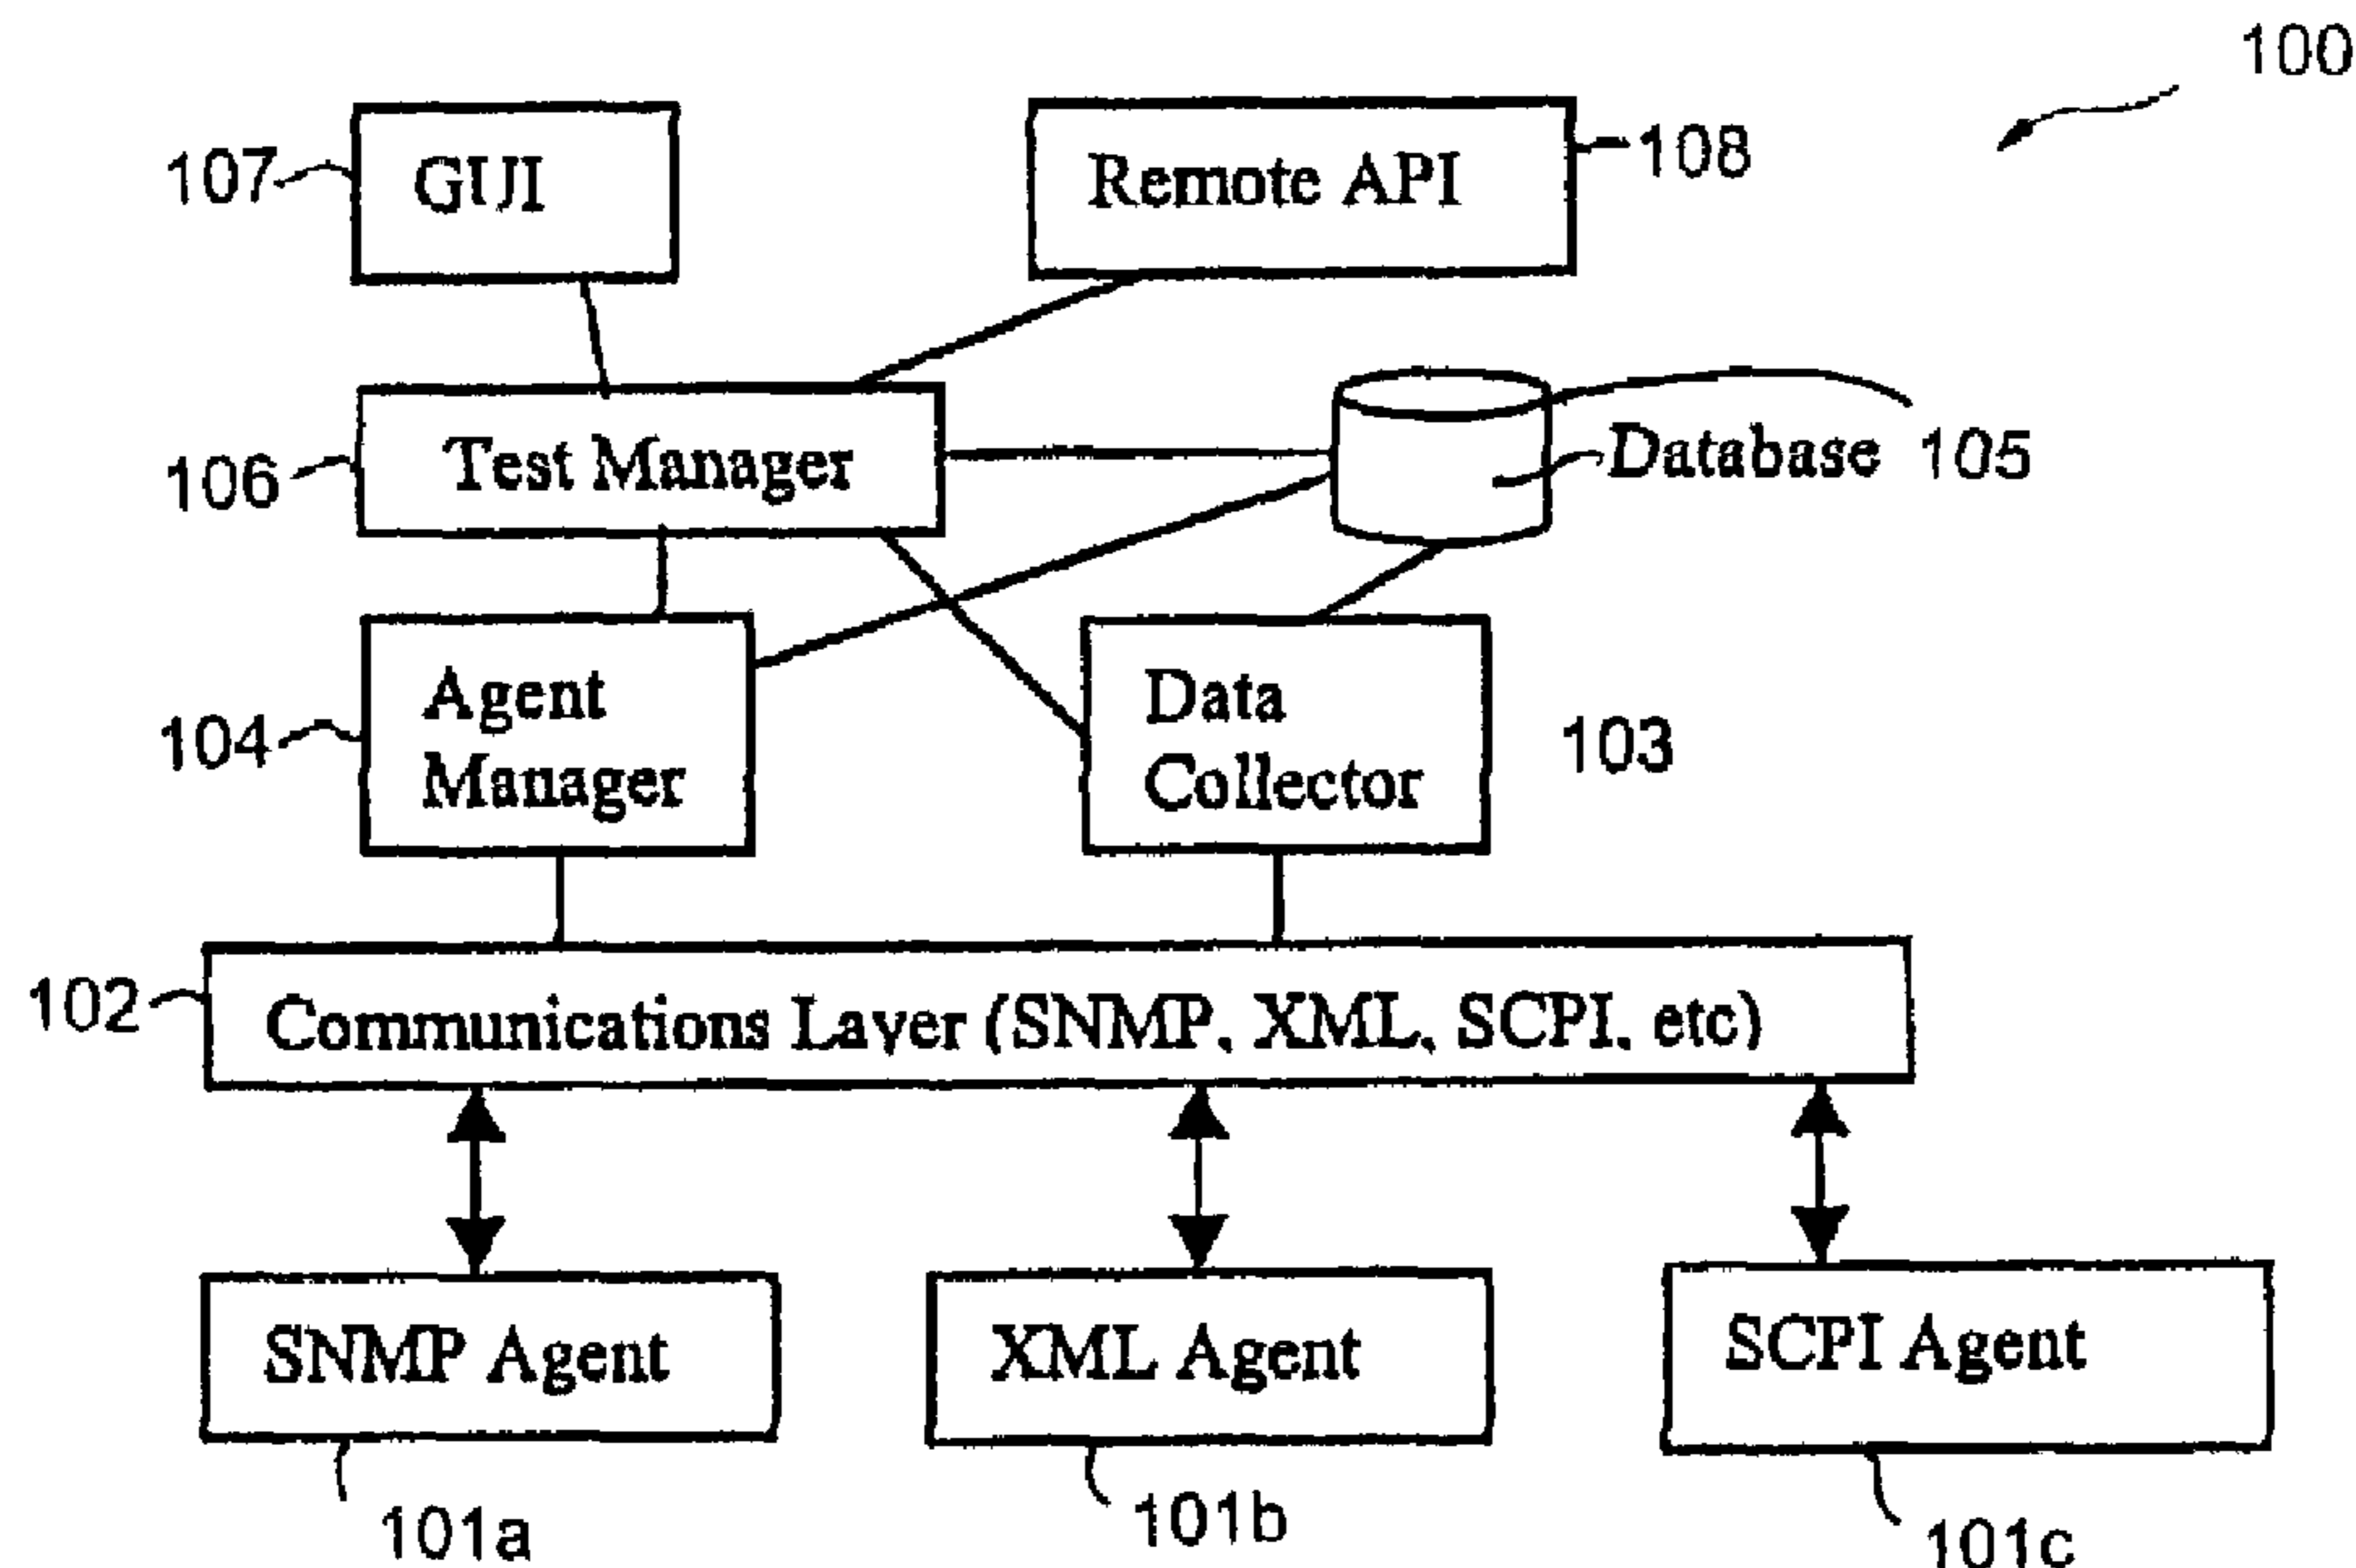 100
107
GUI
Remote API
108
106
Test Manager
Database
105
104
Agent
Manager
Data
Collector
103
102
Communications Layer (SNMP, XML, SCPI, etc)
SNMP Agent
XML Agent
SCPI Agent
101a
101b
101c